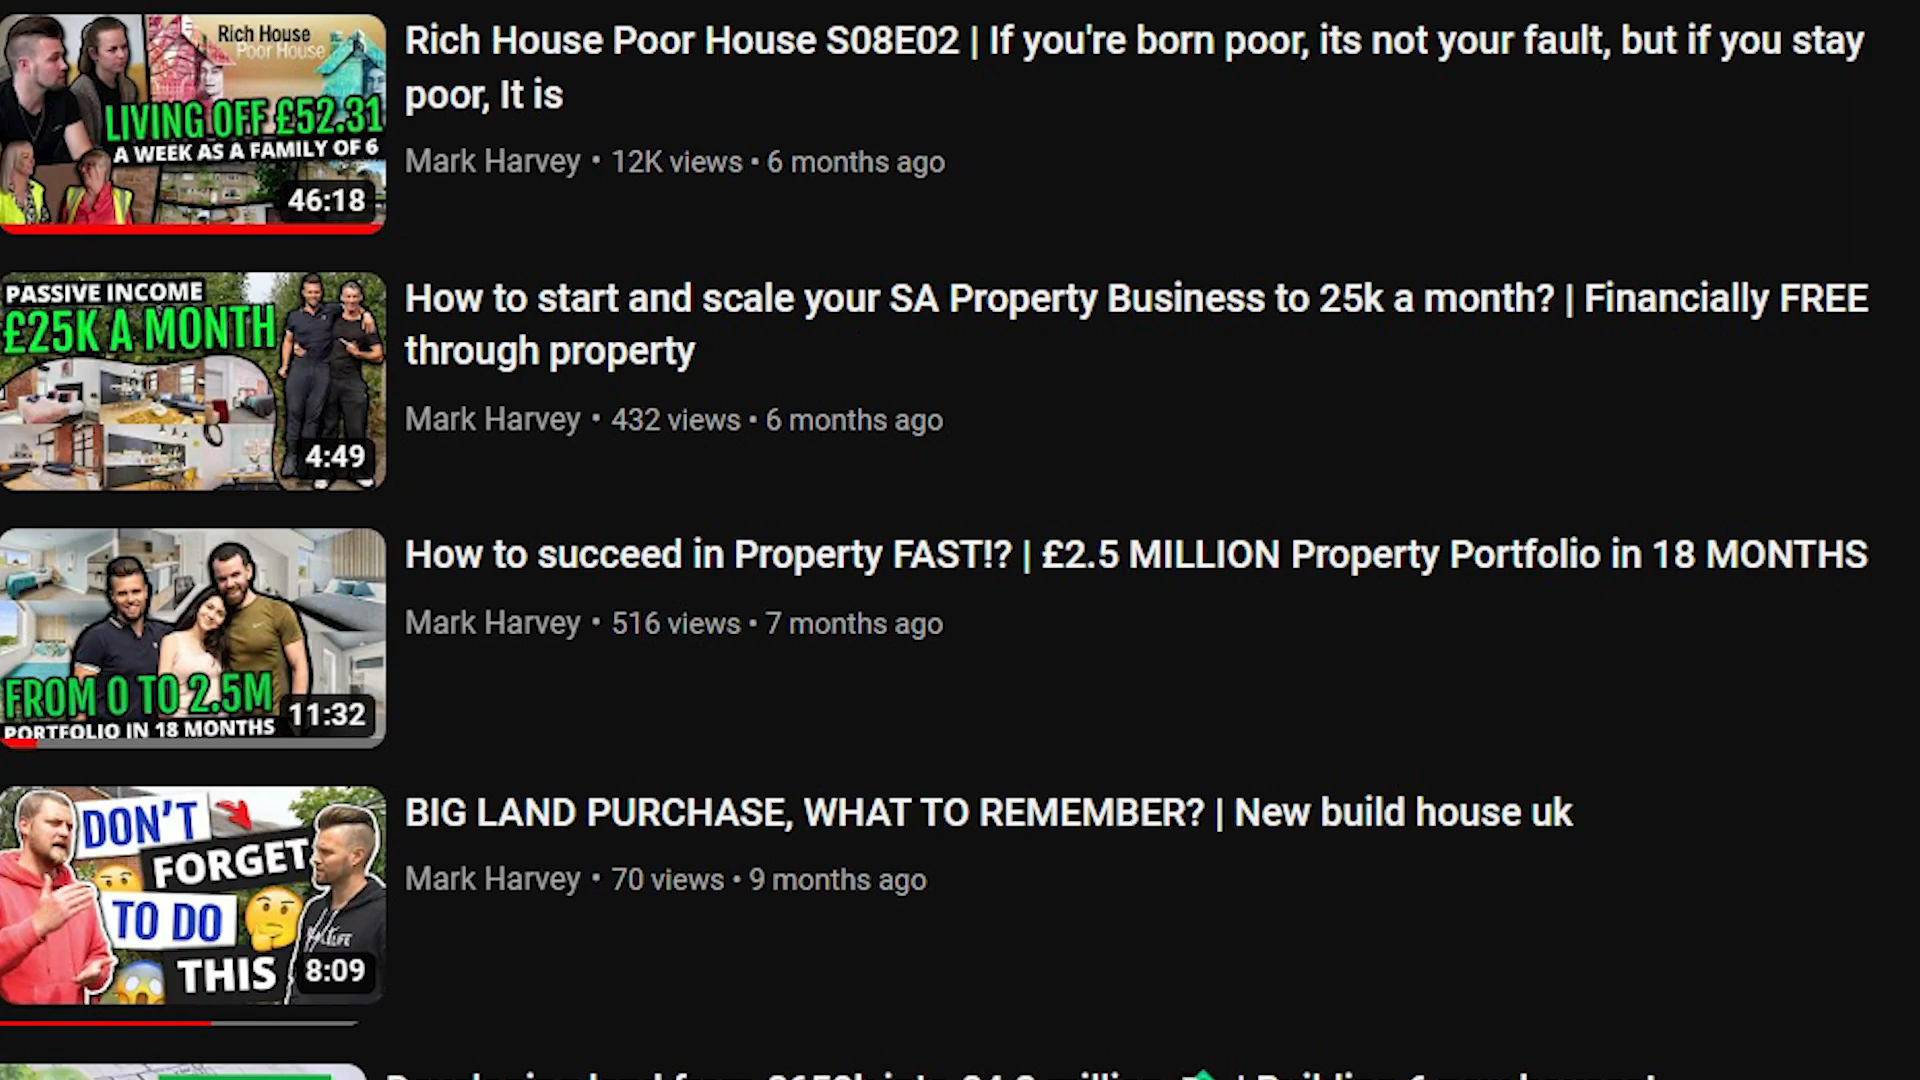 Rich House
Poor House
LIVING OFF £52.31
A WEEK AS A FAMILY OF 6
46:18
Rich House Poor House S08E02 | If you're born poor, its not your fault, but if you stay
poor, It is
Mark Harvey • 12K views • 6 months ago
PASSIVE INCOME
£25K A MONTH
4:49
How to start and scale your SA Property Business to 25k a month? | Financially FREE
through property
Mark Harvey • 432 views • 6 months ago
FROM 0 TO 2.5M
PORTFOLIO IN 18 MONTHS
11:32
How to succeed in Property FAST!? | £2.5 MILLION Property Portfolio in 18 MONTHS
Mark Harvey • 516 views • 7 months ago
DON'T
FORGET
TO DO
THIS
8:09
BIG LAND PURCHASE, WHAT TO REMEMBER? | New build house uk
Mark Harvey • 70 views • 9 months ago